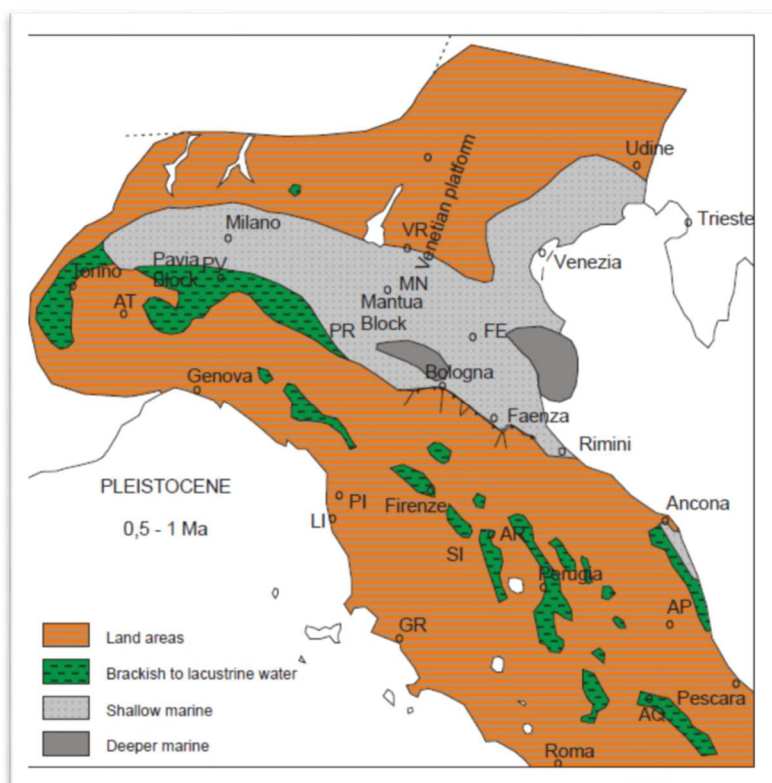 Udine
Trieste
Venetian platform
Milano
VR
Venezia
Pavia
Block
PV
Torino
AT
MN
Mantua
Block
PR
FE
Genova
Bologna
Faenza
Rimini
PLEISTOCENE
0,5 - 1 Ma
PI
LI
Firenze
Ancona
AR
SI
Perugia
AP
GR
Pescara
AQ
Roma
Land areas
Brackish to lacustrine water
Shallow marine
Deeper marine